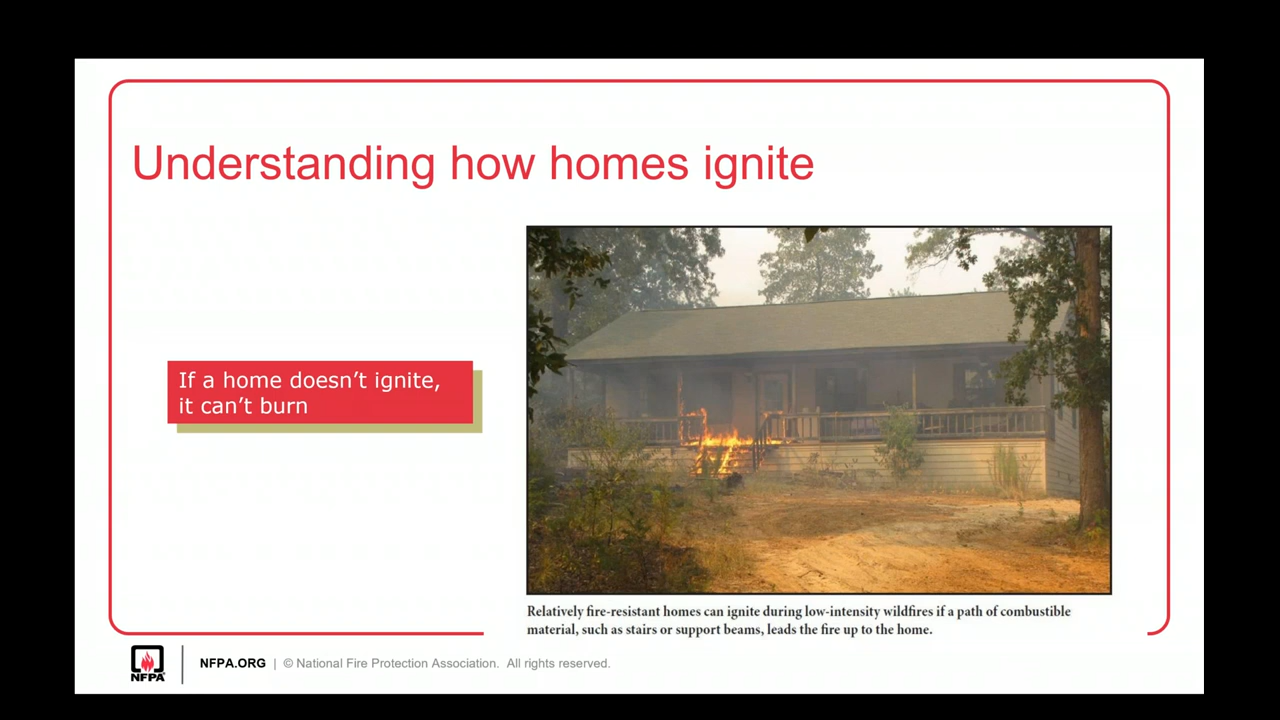 Understanding how homes ignite
If a home doesn’t ignite,
it can’t burn
Relatively fire-resistant homes can ignite during low-intensity wildfires if a path of combustible
material, such as stairs or support beams, leads the fire up to the home.
NFPA
NFPA.ORG | © National Fire Protection Association. All rights reserved.